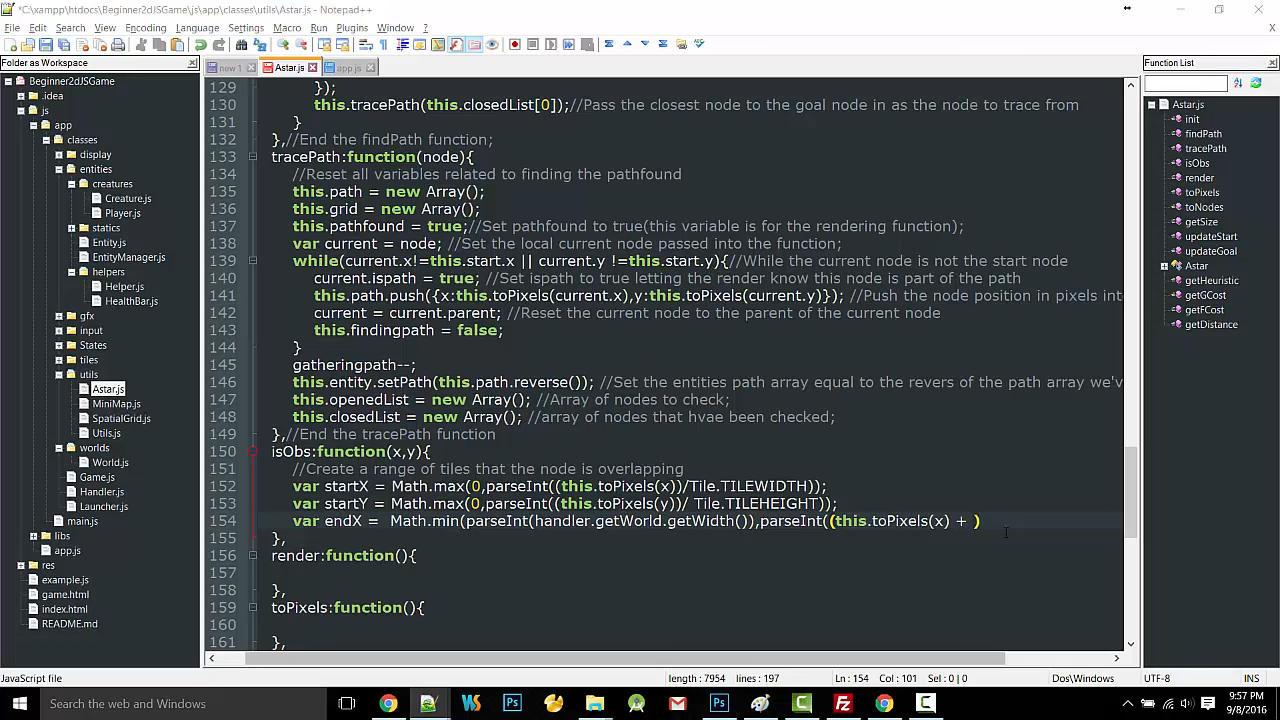 *C:\xampp\htdocs\Beginner2dJSGame\js\app\classes\utils\Astar.js - Notepad++
File Edit Search View Encoding Language Settings Macro Run Plugins Window ? X
Folder as Workspace
new 1 Astar.js app.js
Function List
Beginner2dJSGame
.idea
js
app
classes
display
entities
creatures
Creature.js
Player.js
statics
Entity.js
EntityManager.js
helpers
Helper.js
HealthBar.js
gfx
input
States
tiles
utils
Astar.js
MiniMap.js
SpatialGrid.js
Utils.js
worlds
World.js
Game.js
Handler.js
Launcher.js
main.js
libs
app.js
res
example.js
game.html
index.html
README.md
129 });
130 this.tracePath(this.closedList[0]);//Pass the closest node to the goal node in as the node to trace from
131 }
132 },//End the findPath function;
133 tracePath:function(node){
134 //Reset all variables related to finding the pathfound
135 this.path = new Array();
136 this.grid = new Array();
137 this.pathfound = true;//Set pathfound to true(this variable is for the rendering function);
138 var current = node; //Set the local current node passed into the function;
139 while(current.x!=this.start.x || current.y !=this.start.y){//While the current node is not the start node
140 current.ispath = true; //Set ispath to true letting the render know this node is part of the path
141 this.path.push({x:this.toPixels(current.x),y:this.toPixels(current.y)}); //Push the node position in pixels int
142 current = current.parent; //Reset the current node to the parent of the current node
143 this.findingpath = false;
144 }
145 gatheringpath--;
146 this.entity.setPath(this.path.reverse()); //Set the entities path array equal to the revers of the path array we'v
147 this.openedList = new Array(); //Array of nodes to check;
148 this.closedList = new Array(); //array of nodes that hvae been checked;
149 },//End the tracePath function
150 isObs:function(x,y){
151 //Create a range of tiles that the node is overlapping
152 var startX = Math.max(0,parseInt((this.toPixels(x))/Tile.TILEWIDTH));
153 var startY = Math.max(0,parseInt((this.toPixels(y))/ Tile.TILEHEIGHT));
154 var endX =  Math.min(parseInt(handler.getWorld.getWidth()),parseInt((this.toPixels(x) + )
155 },
156 render:function(){
157
158 },
159 toPixels:function(){
160
161 },
Astar.js
init
findPath
tracePath
isObs
render
toPixels
toNodes
getSize
updateStart
updateGoal
Astar
getHeuristic
getGCost
getFCost
getDistance
JavaScript file length : 7954 lines : 197 Ln : 154 Col : 101 Sel : 0 | 0 Dos\Windows UTF-8 INS
Search the web and Windows
9:57 PM
9/8/2016